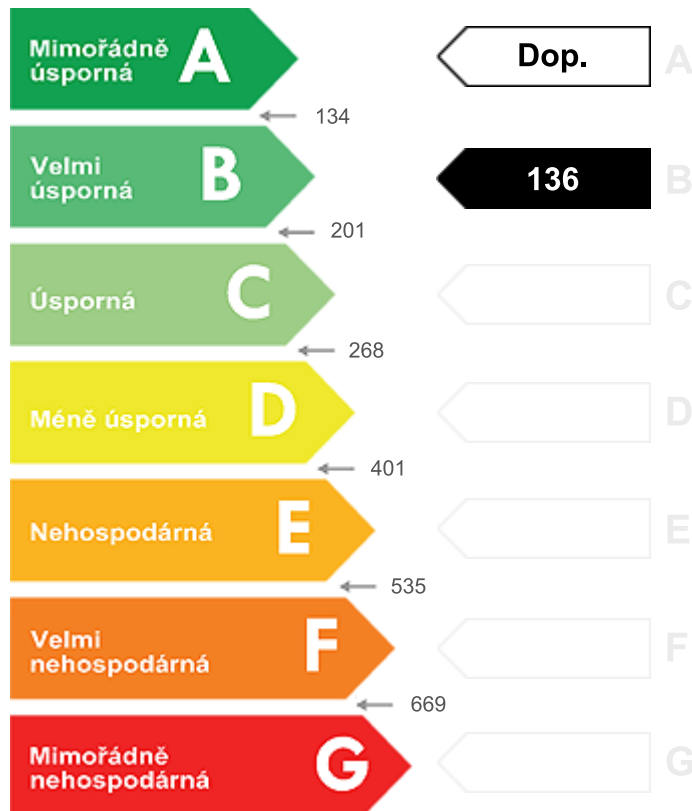 Mimořádně
úsporná
A
Dop.
A
134
Velmi
úsporná
B
136
B
201
Úsporná
C
C
268
Méně úsporná
D
D
401
Nehospodárná
E
E
535
Velmi
nehospodárná
F
F
669
Mimořádně
nehospodárná
G
G